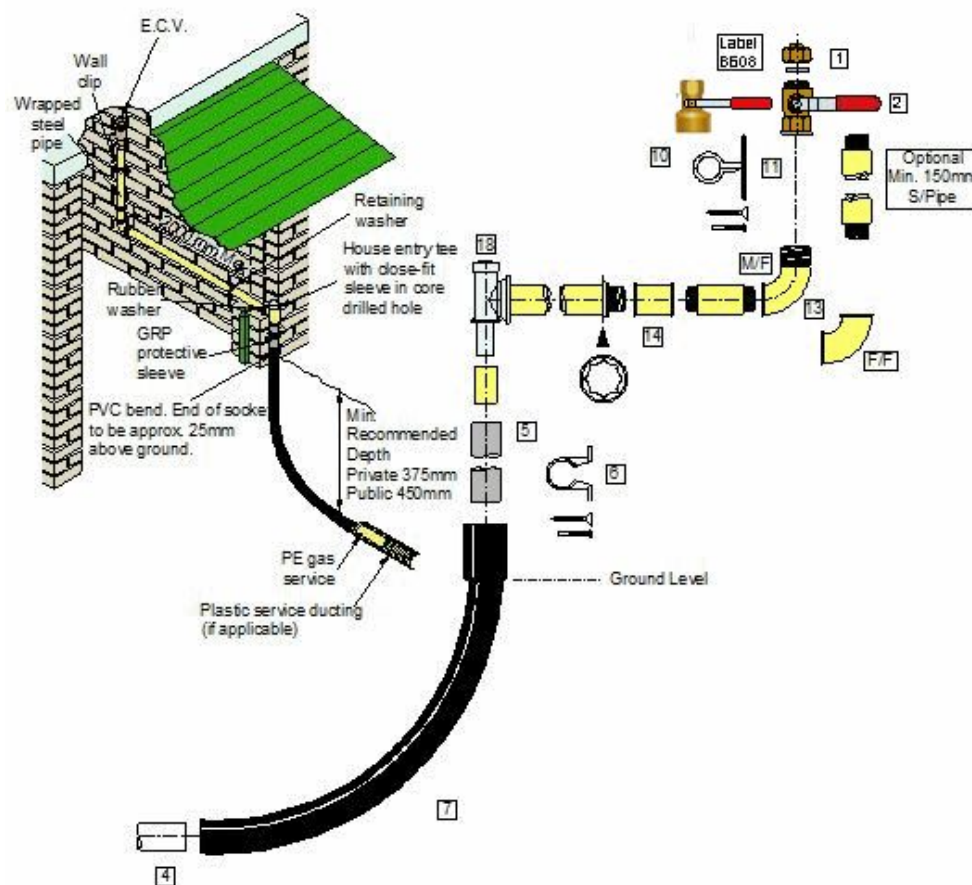 E.C.V.
Wall
clip
Wrapped
steel
pipe
Label
BB08
1
2
10
11
Optional
Min. 150mm
S/Pipe
Retaining
washer
House entry tee
with close-fit
sleeve in core
drilled hole
Rubber
washer
GRP
protective
sleeve
PVC bend. End of socket
to be approx. 25mm
above ground.
Min.
Recommended
Depth
Private 375mm
Public 450mm
PE gas
service
Plastic service ducting
(if applicable)
18
M/F
13
14
F/F
5
6
Ground Level
7
4